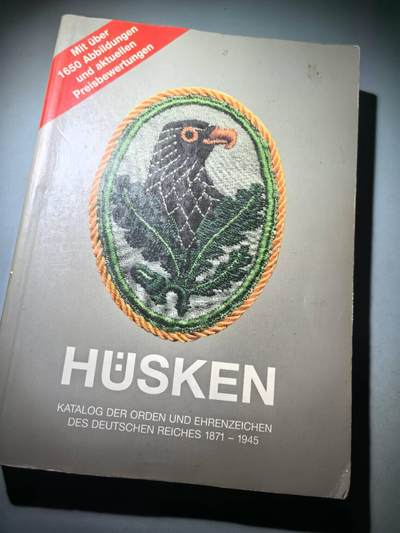 Mit über
1650 Abbildungen
und aktuellen
Preisbewertungen
HÜSKEN
KATALOG DER ORDEN UND EHRENZEICHEN
DES DEUTSCHEN REICHES 1871 – 1945